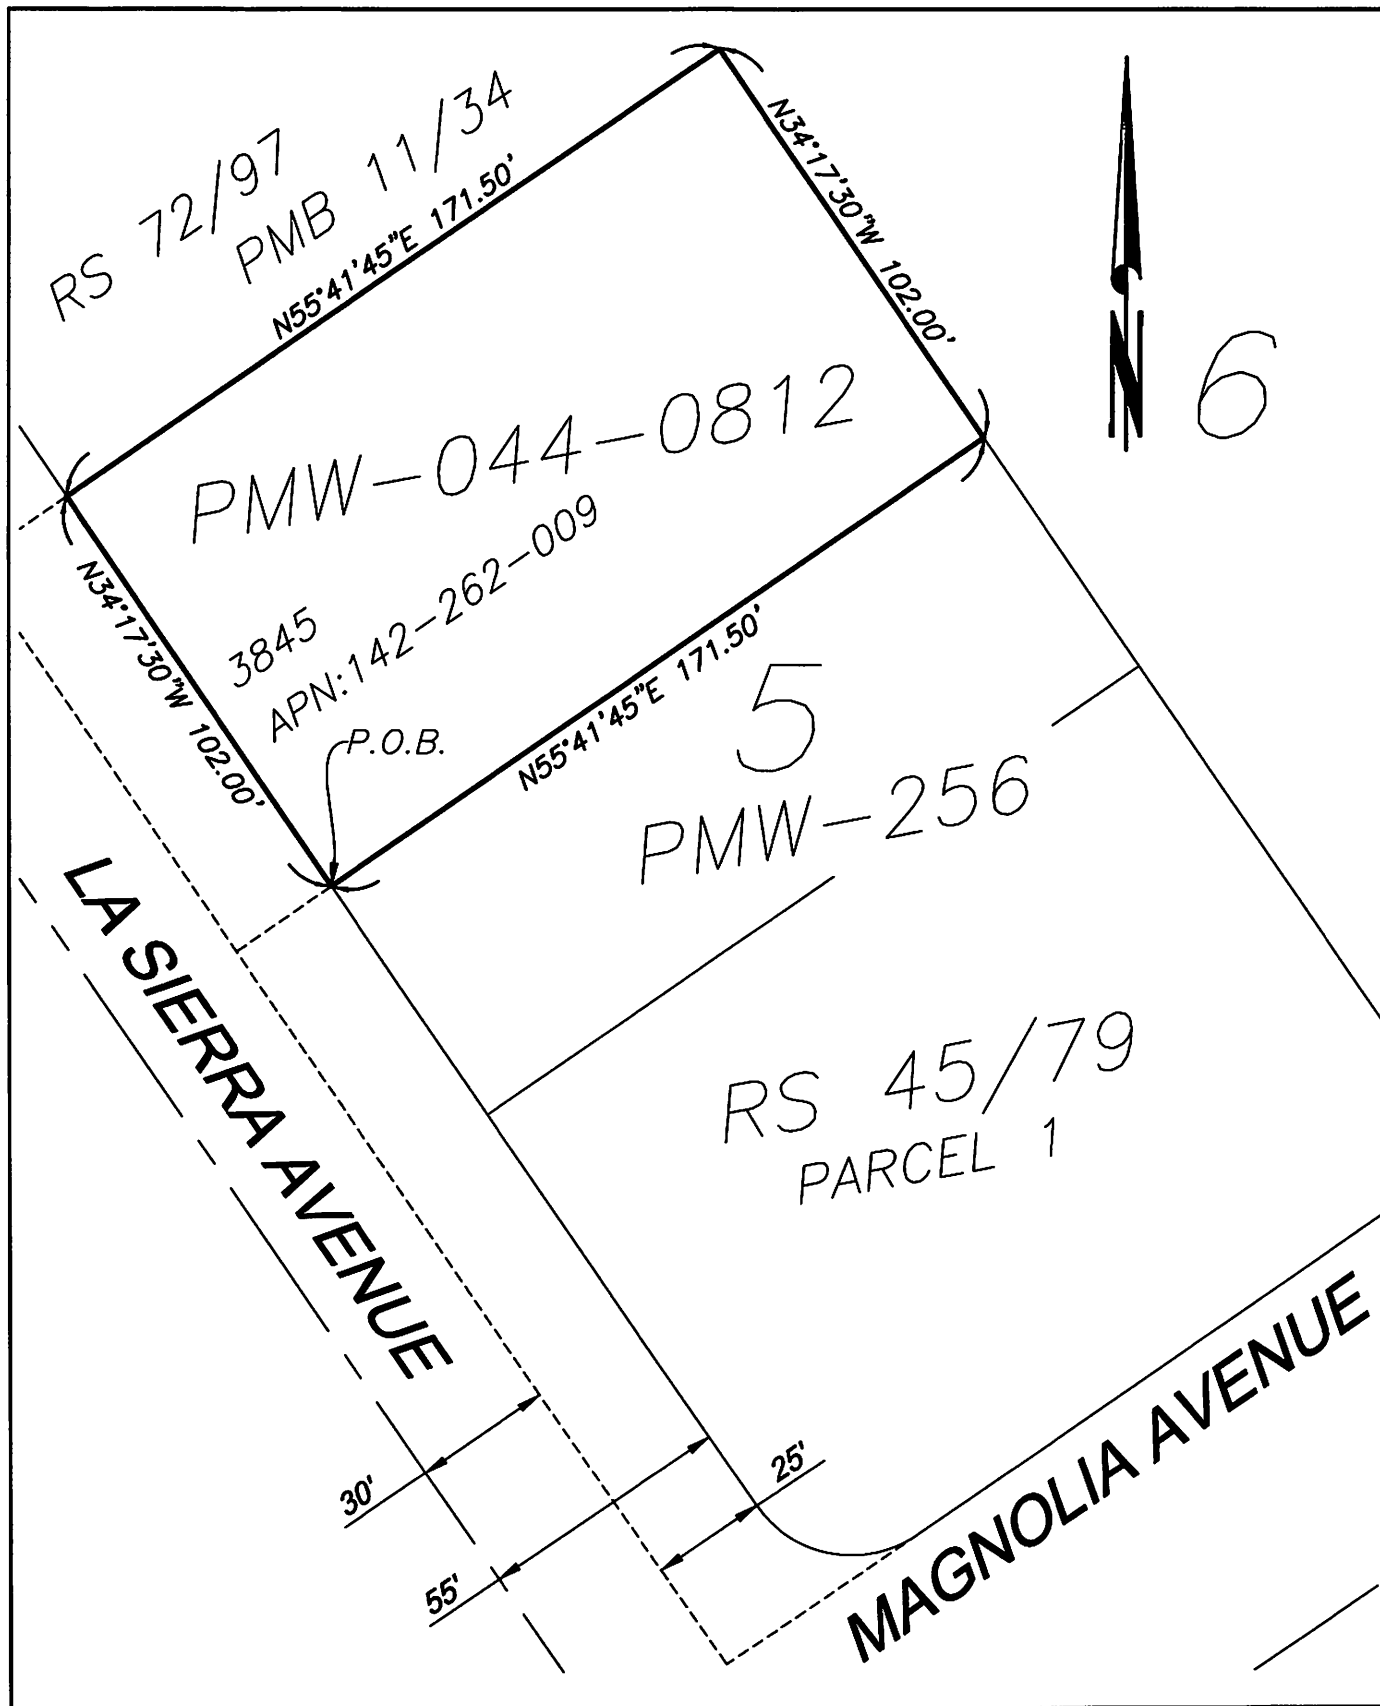 RS 72/97
PMB 11/34
N55°41'45"E 171.50'
N34°17'30"W 102.00'
N
6
PMW-044-0812
3845
APN:142-262-009
N34°17'30"W 102.00'
P.O.B.
N55°41'45"E 171.50'
5
PMW-256
LA SIERRA AVENUE
RS 45/79
PARCEL 1
MAGNOLIA AVENUE
30'
55'
25'